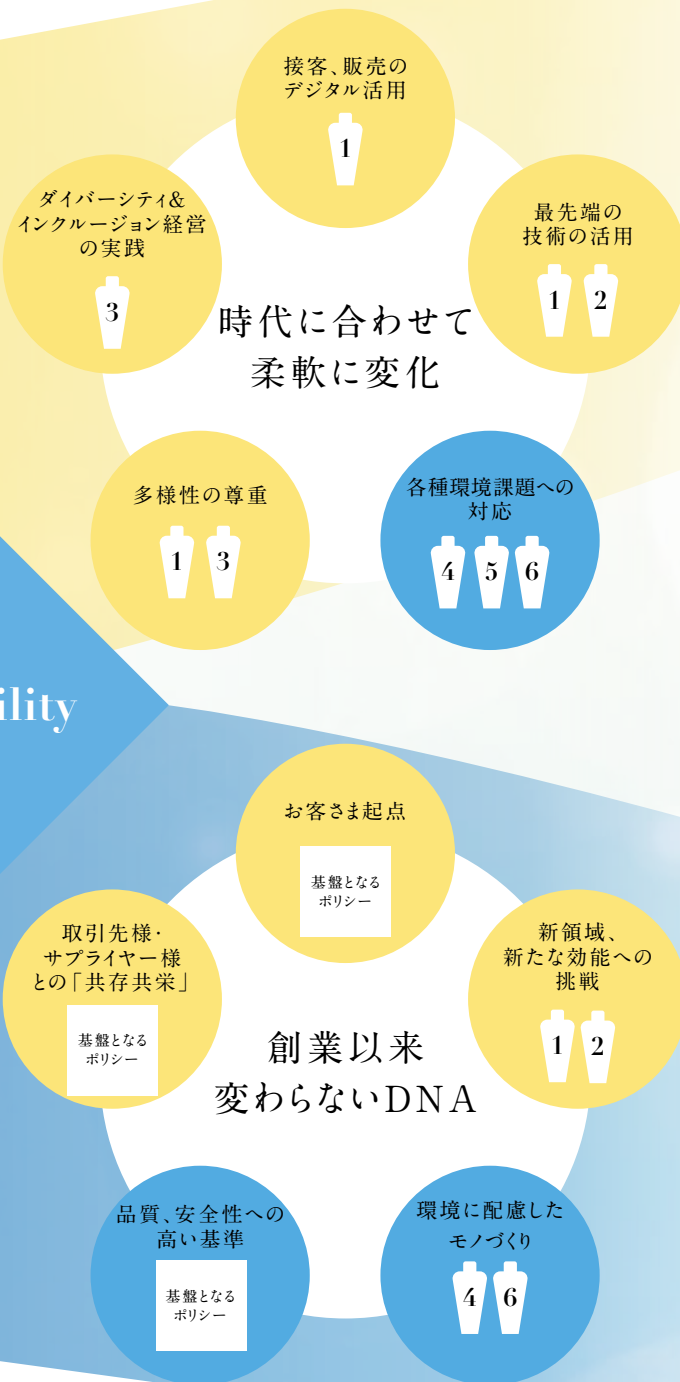 接客、販売の
デジタル活用
1
ダイバーシティ&
インクルージョン経営
の実践
3
最先端の
技術の活用
1 2
時代に合わせて
柔軟に変化
多様性の尊重
1 3
各種環境課題への
対応
4 5 6
ility
お客さま起点
基盤となる
ポリシー
取引先様・
サプライヤー様
との「共存共栄」
基盤となる
ポリシー
新領域、
新たな効能への
挑戦
1 2
創業以来
変わらないDNA
品質、安全性への
高い基準
基盤となる
ポリシー
環境に配慮した
モノづくり
4 6